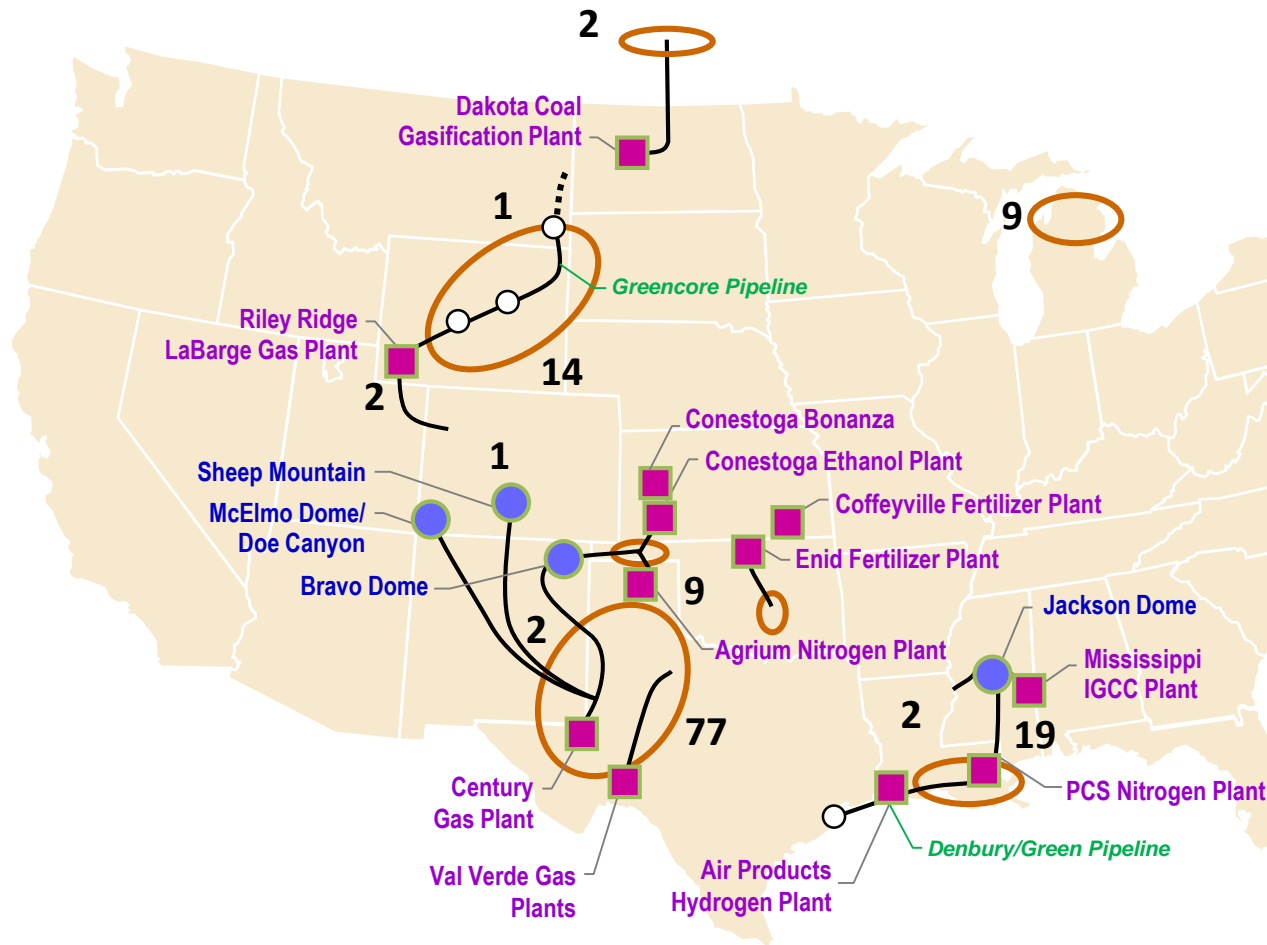 2
Dakota Coal
Gasification Plant
1
9
Greencore Pipeline
Riley Ridge
LaBarge Gas Plant
14
2
Conestoga Bonanza
1
Conestoga Ethanol Plant
Sheep Mountain
McElmo Dome/
Doe Canyon
Coffeyville Fertilizer Plant
Enid Fertilizer Plant
Bravo Dome
9
Jackson Dome
2
Agrium Nitrogen Plant
Mississippi
IGCC Plant
2
77
19
Century
Gas Plant
PCS Nitrogen Plant
Denbury/Green Pipeline
Val Verde Gas
Plants
Air Products
Hydrogen Plant